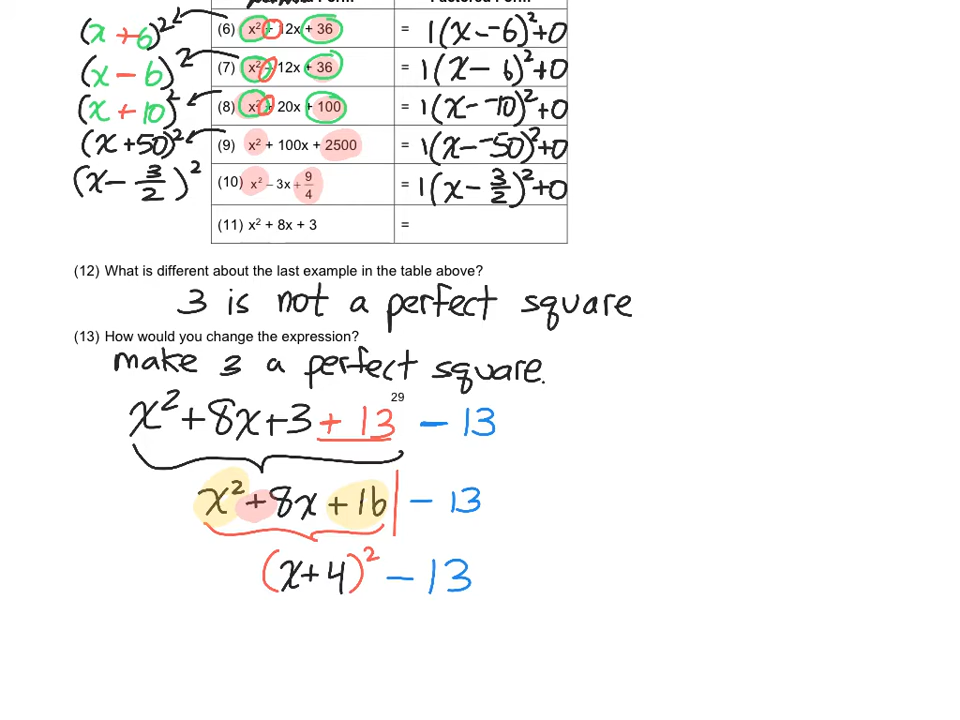 (x+6)² (6) x² + 12x + 36 = 1(x--6)²+0
(x-6)² (7) x² - 12x + 36 = 1(x-6)²+0
(x+10)² (8) x² + 20x + 100 = 1(x--10)²+0
(x+50)² (9) x² + 100x + 2500 = 1(x--50)²+0
(x-3/2)² (10) x² - 3x + 9/4 = 1(x-3/2)²+0
(11) x² + 8x + 3 =
(12) What is different about the last example in the table above?
3 is not a perfect square
(13) How would you change the expression?
make 3 a perfect square.
29
x²+8x+3+13 -13
x²+8x+16 -13
(x+4)² -13